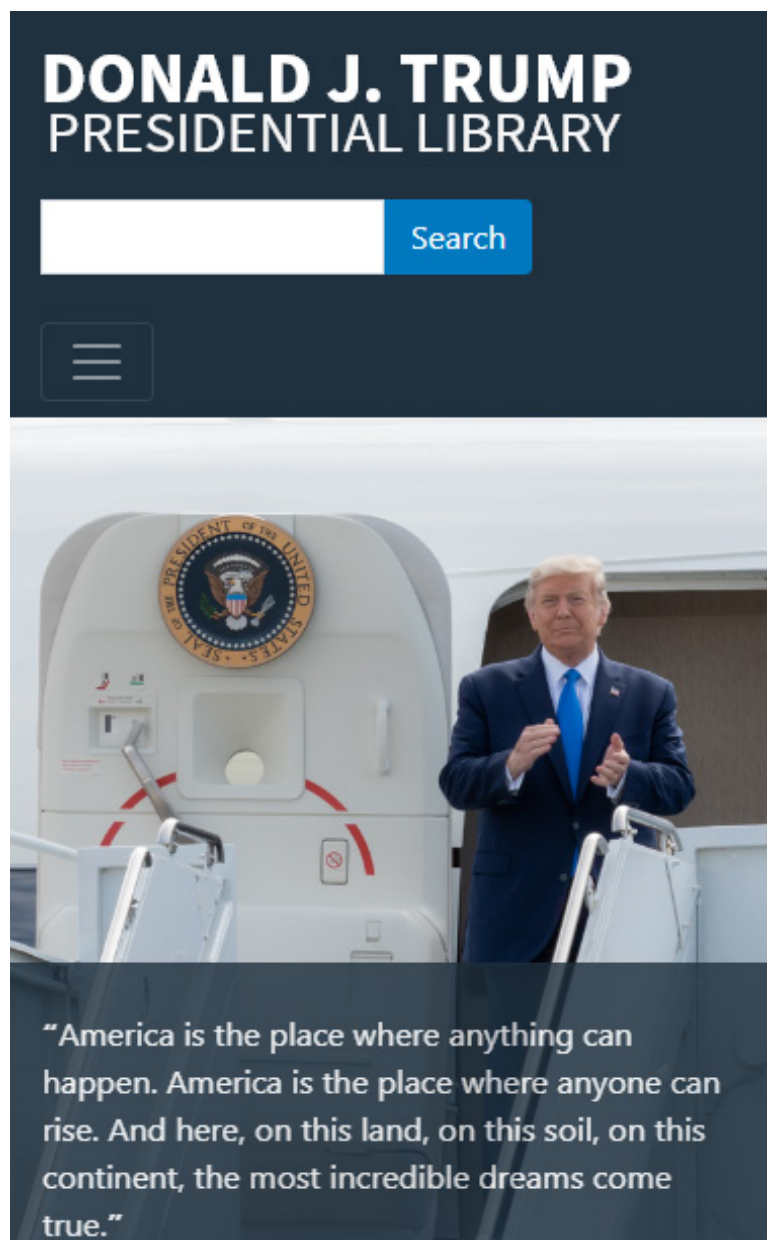 DONALD J. TRUMP
PRESIDENTIAL LIBRARY
Search
SEAL OF THE PRESIDENT OF THE UNITED STATES
“America is the place where anything can
happen. America is the place where anyone can
rise. And here, on this land, on this soil, on this
continent, the most incredible dreams come
true.”